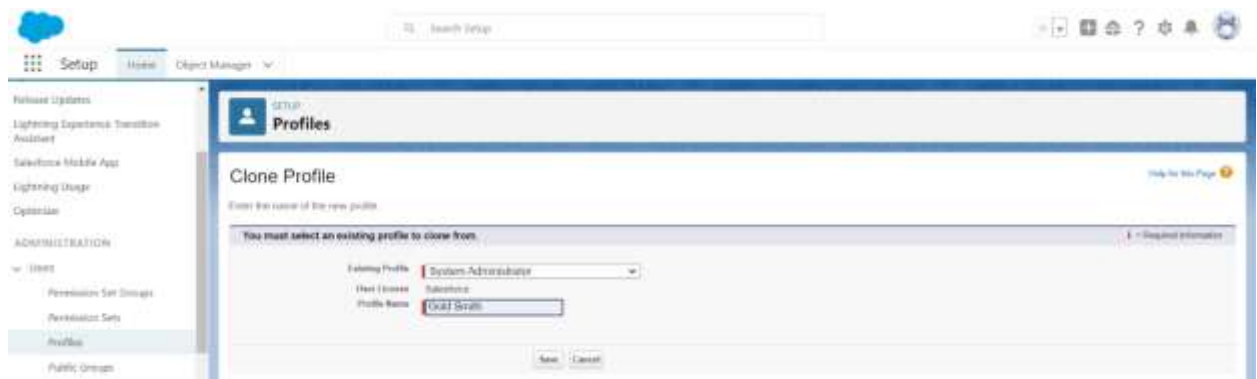 Search Setup
Setup
Home
Object Manager
Release Updates
Lightning Experience Transition
Assistant
Salesforce Mobile App
Lightning Usage
Optimizer
ADMINISTRATION
Users
Permission Set Groups
Permission Sets
Profiles
Public Groups
SETUP
Profiles
Clone Profile
Help for this Page
Enter the name of the new profile.
You must select an existing profile to clone from.
= Required Information
Existing Profile
System Administrator
User License
Salesforce
Profile Name
Gold Smith
Save
Cancel